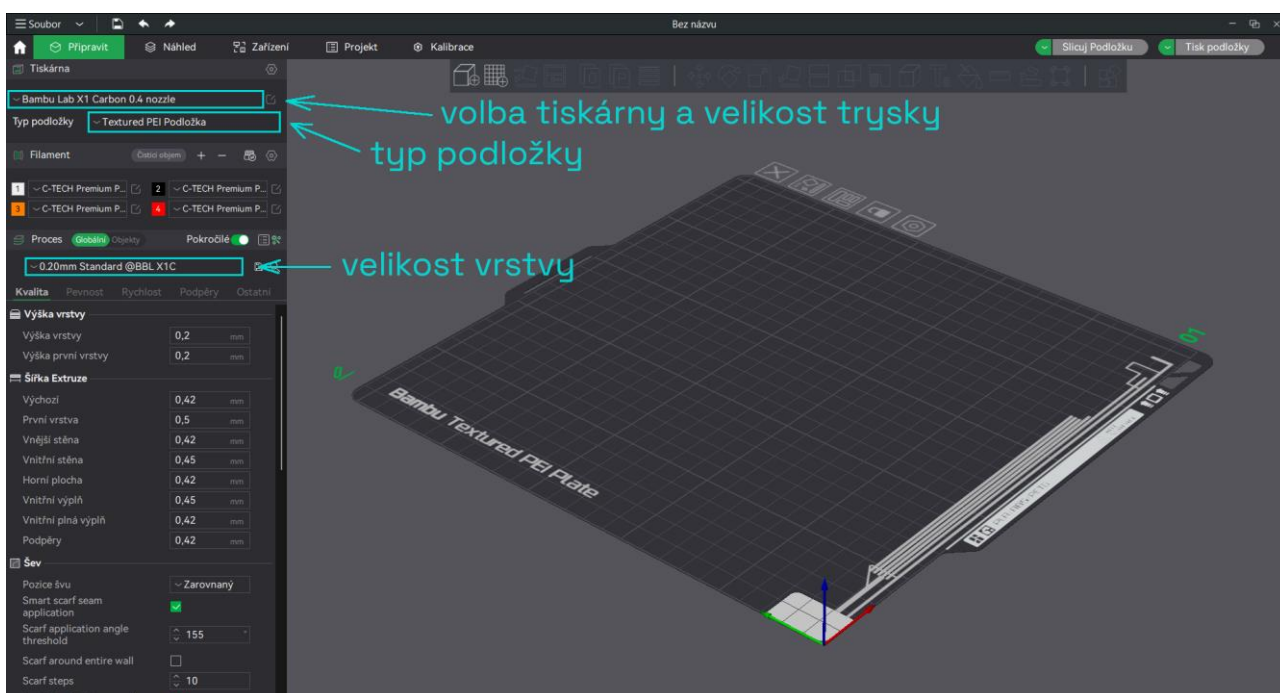 Soubor
Bez názvu
Připravit
Náhled
Zařízení
Projekt
Kalibrace
Slicuj Podložku
Tisk podložky
Tiskárna
Bambu Lab X1 Carbon 0.4 nozzle
volba tiskárny a velikost trysky
Typ podložky
Textured PEI Podložka
typ podložky
Filament
Čisticí objem
1 C-TECH Premium P...
2 C-TECH Premium P...
3 C-TECH Premium P...
4 C-TECH Premium P...
Proces
Globální
Objekty
Pokročilé
0.20mm Standard @BBL X1C
velikost vrstvy
Kvalita
Pevnost
Rychlost
Podpěry
Ostatní
Výška vrstvy
Výška vrstvy 0,2 mm
Výška první vrstvy 0,2 mm
Šířka Extruze
Výchozí 0,42 mm
První vrstva 0,5 mm
Vnější stěna 0,42 mm
Vnitřní stěna 0,45 mm
Horní plocha 0,42 mm
Vnitřní výplň 0,45 mm
Vnitřní plná výplň 0,42 mm
Podpěry 0,42 mm
Šev
Pozice švu Zarovnaný
Smart scarf seam
application
Scarf application angle
threshold
155 °
Scarf around entire wall
Scarf steps 10
01
Bambu Textured PEI Plate